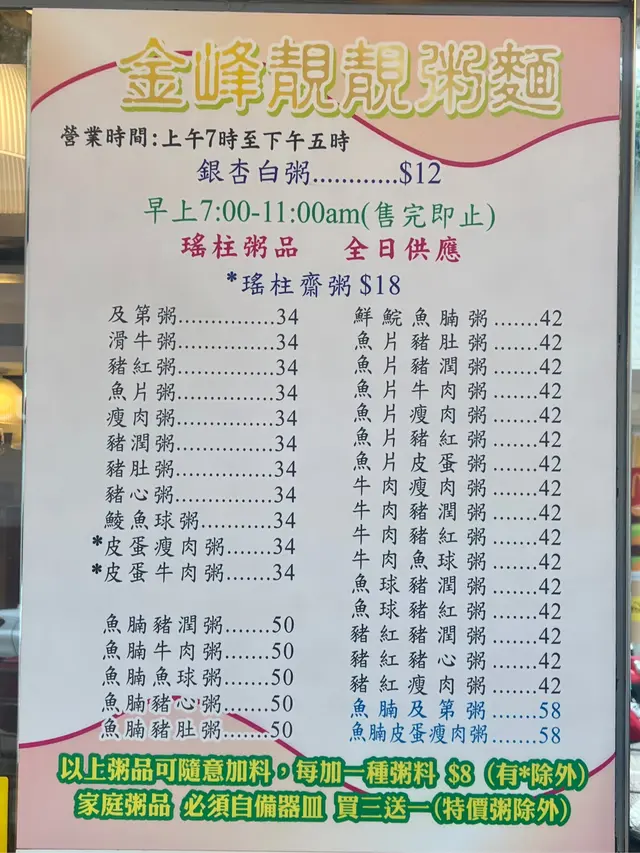 金峰靚靚粥麵
營業時間:上午7時至下午五時
銀杏白粥............$12
早上7:00-11:00am(售完即止)
瑤柱粥品 全日供應
*瑤柱齋粥 $18
及第粥...............34
滑牛粥...............34
豬紅粥...............34
魚片粥...............34
瘦肉粥...............34
豬潤粥...............34
豬肚粥...............34
豬心粥...............34
鯪魚球粥............34
*皮蛋瘦肉粥........34
*皮蛋牛肉粥........34
魚腩豬潤粥.......50
魚腩牛肉粥.......50
魚腩魚球粥.......50
魚腩豬心粥.......50
魚腩豬肚粥.......50
鮮鯇魚腩粥.......42
魚片豬肚粥.......42
魚片豬潤粥.......42
魚片牛肉粥.......42
魚片瘦肉粥.......42
魚片豬紅粥.......42
魚片皮蛋粥.......42
牛肉瘦肉粥.......42
牛肉豬潤粥.......42
牛肉豬紅粥.......42
牛肉魚球粥.......42
魚球豬潤粥.......42
魚球豬紅粥.......42
豬紅豬潤粥.......42
豬紅豬心粥.......42
豬紅瘦肉粥.......42
魚腩及第粥.......58
魚腩皮蛋瘦肉粥.......58
以上粥品可隨意加料，每加一種粥料 $8 (有*除外)
家庭粥品 必須自備器皿 買三送一(特價粥除外)